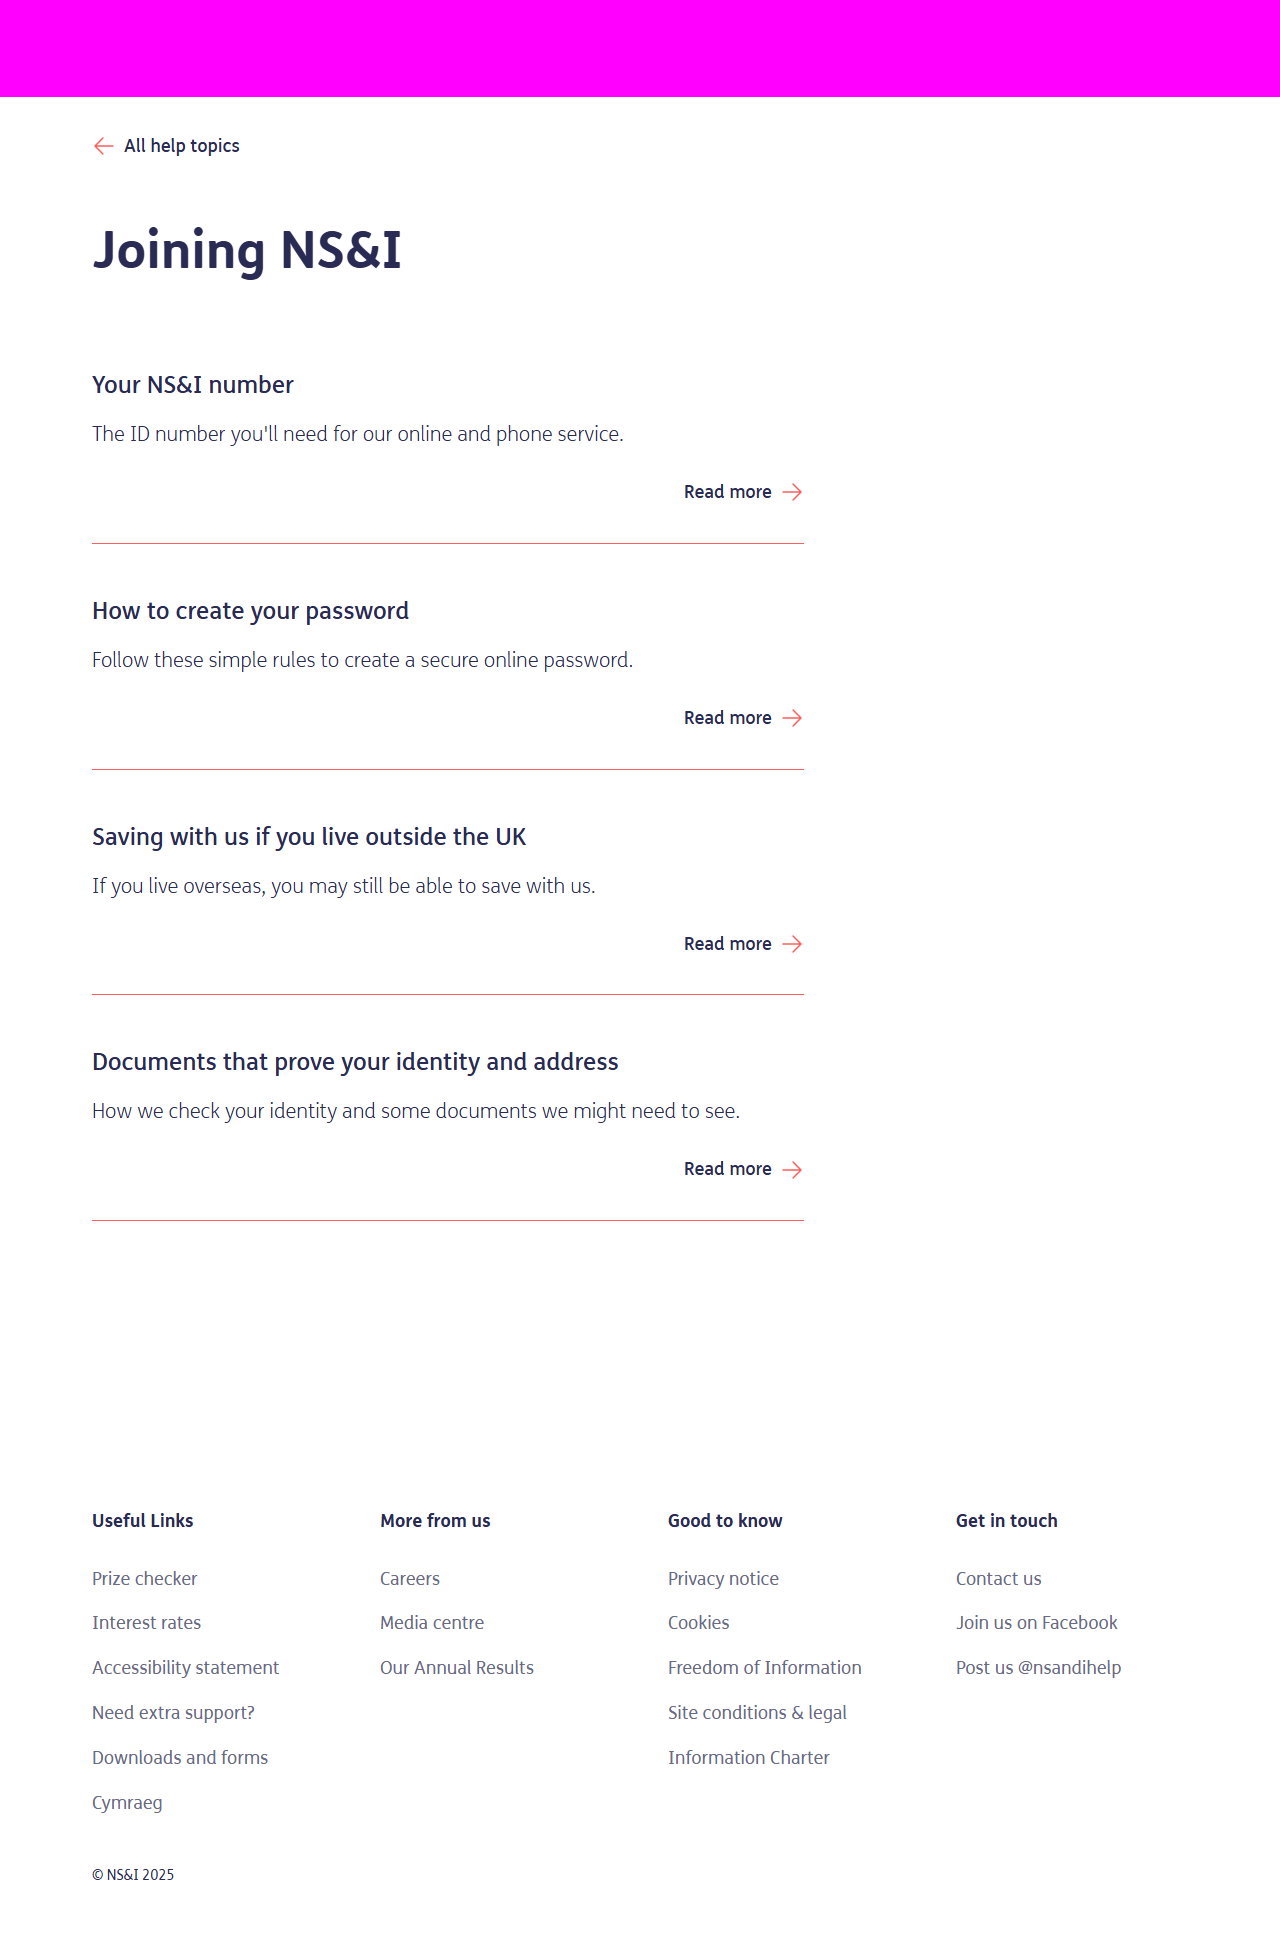 All help topics
Joining NS&I
Your NS&I number
The ID number you'll need for our online and phone service.
Read more
How to create your password
Follow these simple rules to create a secure online password.
Read more
Saving with us if you live outside the UK
If you live overseas, you may still be able to save with us.
Read more
Documents that prove your identity and address
How we check your identity and some documents we might need to see.
Read more
Useful Links
Prize checker
Interest rates
Accessibility statement
Need extra support?
Downloads and forms
Cymraeg
More from us
Careers
Media centre
Our Annual Results
Good to know
Privacy notice
Cookies
Freedom of Information
Site conditions & legal
Information Charter
Get in touch
Contact us
Join us on Facebook
Post us @nsandihelp
© NS&I 2025